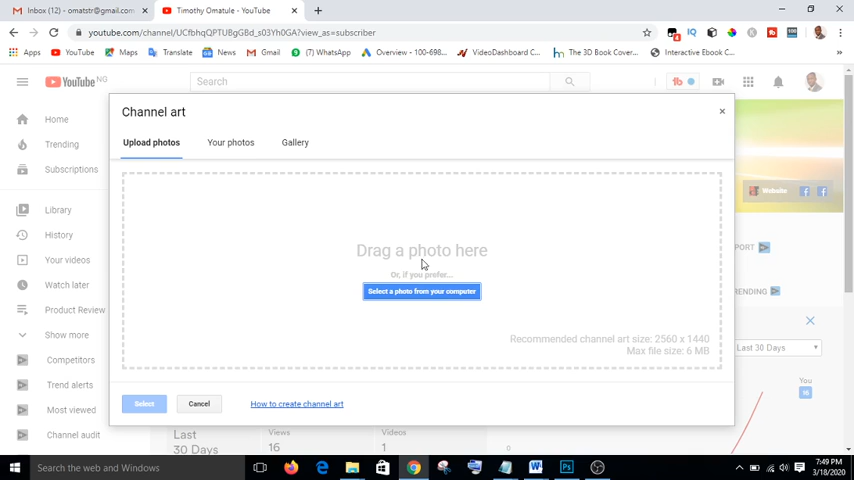 Inbox (12) - omatstr@gmail.com
Timothy Omatule - YouTube
youtube.com/channel/UCfbhqQPTUBgGBd_s03Yh0GA?view_as=subscriber
Apps
YouTube
Maps
Translate
News
Gmail
(7) WhatsApp
Overview - 100-698...
VideoDashboard C...
The 3D Book Cover...
Interactive Ebook C...
YouTube NG
Search
Channel art
Upload photos
Your photos
Gallery
Drag a photo here
Or, if you prefer...
Select a photo from your computer
Recommended channel art size: 2560 x 1440
Max file size: 6 MB
Select
Cancel
How to create channel art
Home
Trending
Subscriptions
Library
History
Your videos
Watch later
Product Review
Show more
Competitors
Trend alerts
Most viewed
Channel audit
Website
PORT
RENDING
Last 30 Days
You
16
Last
30 Days
Views
16
Videos
1
0
Search the web and Windows
7:49 PM
3/18/2020